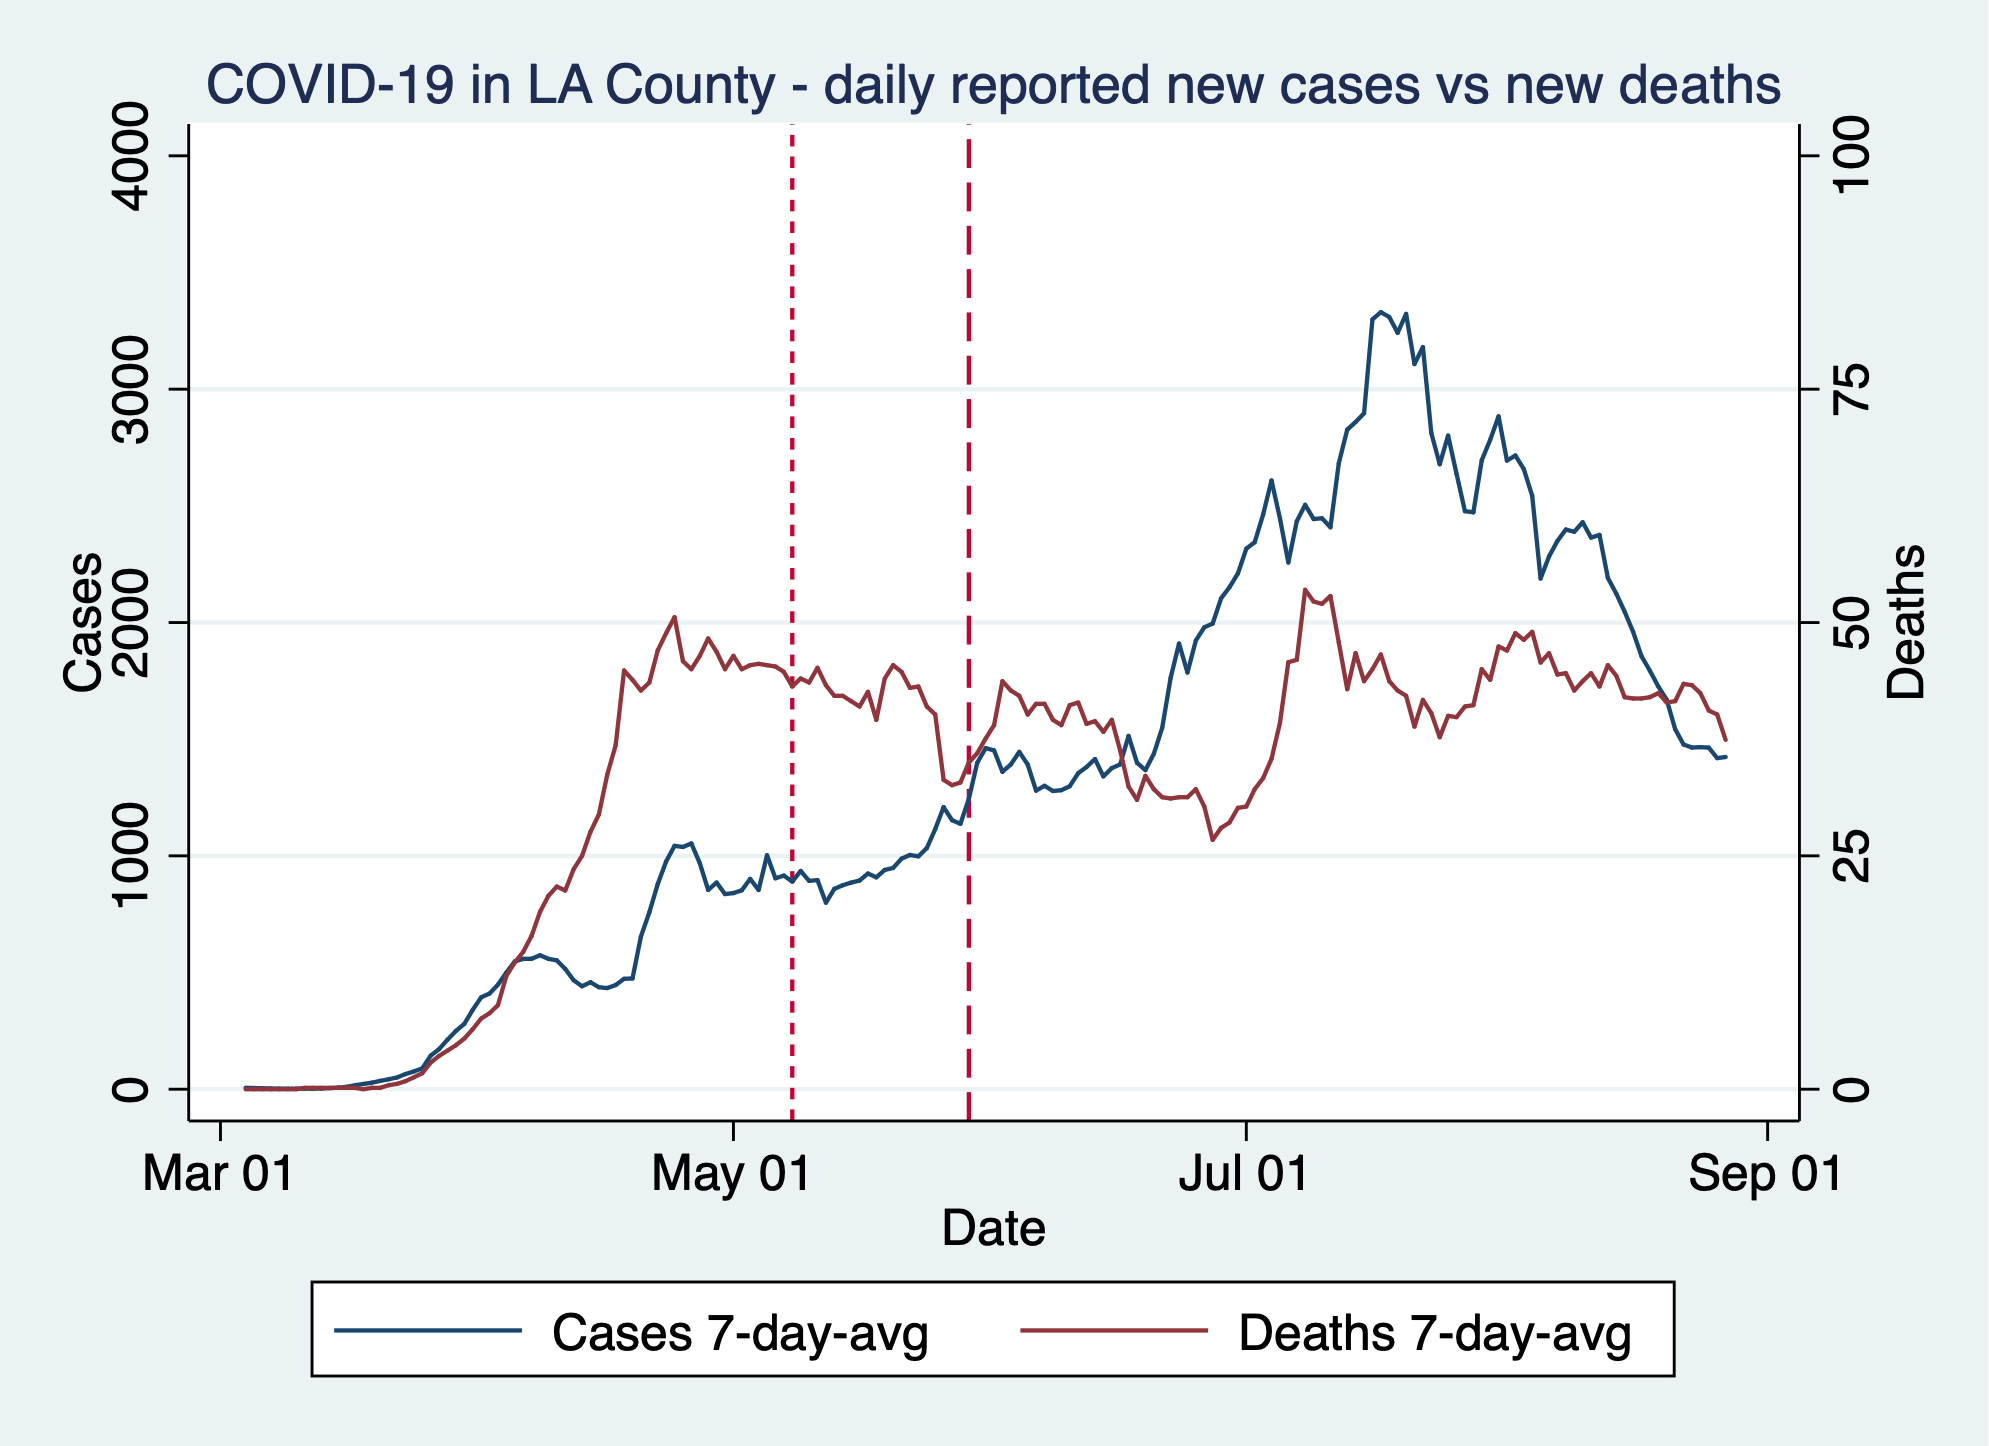 COVID-19 in LA County - daily reported new cases vs new deaths
4000
3000
2000
1000
0
Cases
100
75
50
25
0
Deaths
Mar 01 May 01 Jul 01 Sep 01
Date
Cases 7-day-avg Deaths 7-day-avg